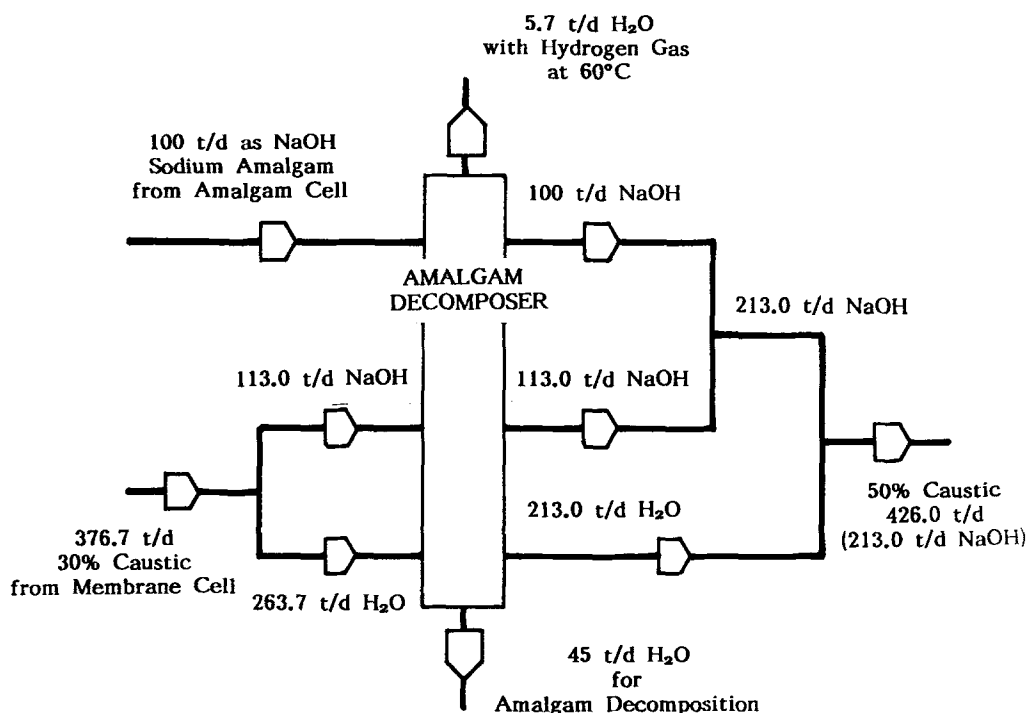 5.7 t/d H₂O
with Hydrogen Gas
at 60°C
100 t/d as NaOH
Sodium Amalgam
from Amalgam Cell
100 t/d NaOH
AMALGAM
DECOMPOSER
213.0 t/d NaOH
113.0 t/d NaOH
113.0 t/d NaOH
376.7 t/d
30% Caustic
from Membrane Cell
213.0 t/d H₂O
50% Caustic
426.0 t/d
(213.0 t/d NaOH)
263.7 t/d H₂O
45 t/d H₂O
for
Amalgam Decomposition